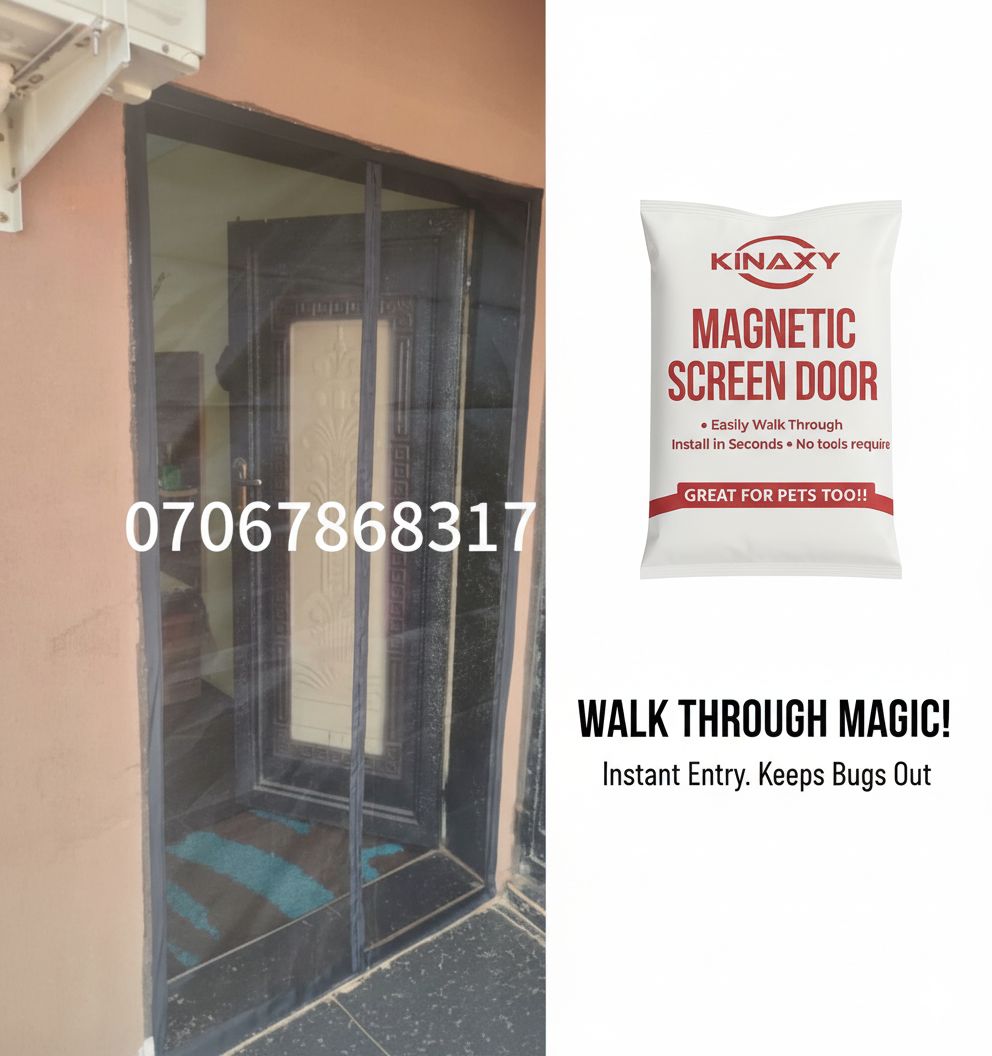 07067868317
KINAXY
MAGNETIC
SCREEN DOOR
• Easily Walk Through
Install in Seconds • No tools require
GREAT FOR PETS TOO!!
WALK THROUGH MAGIC!
Instant Entry. Keeps Bugs Out